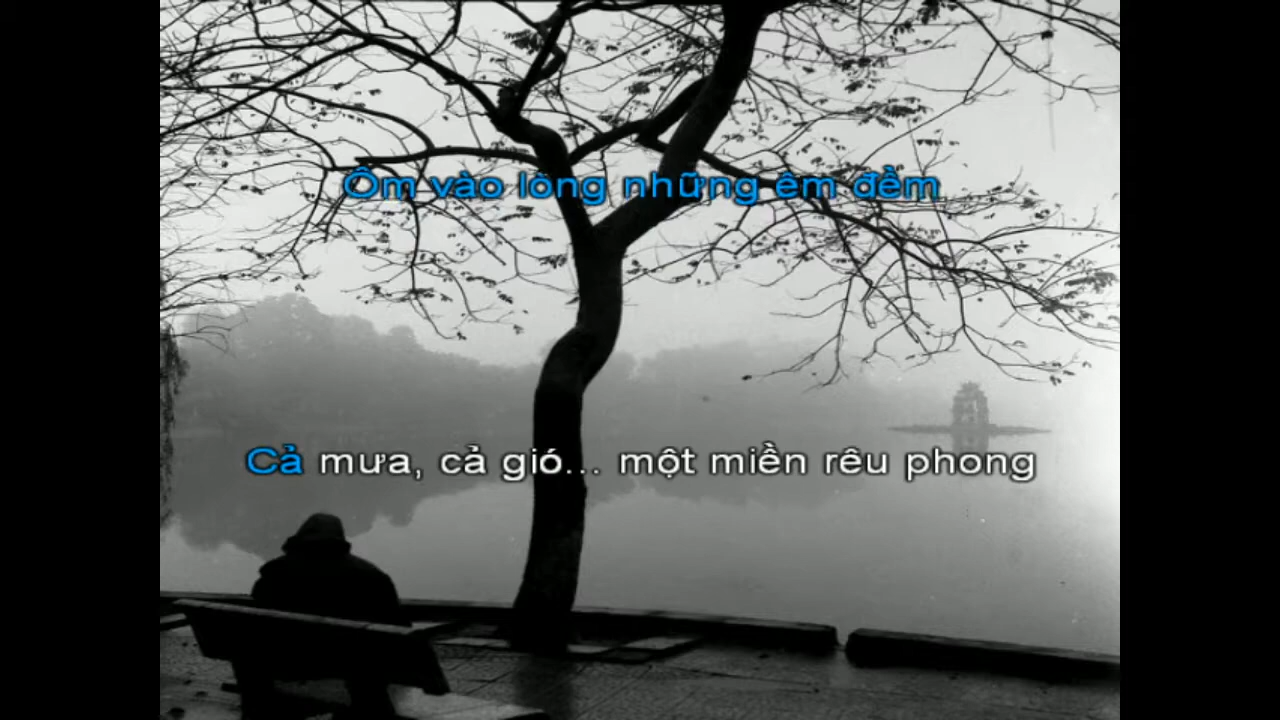 Ôm vào lòng những êm đềm
Cả mưa, cả gió... một miền rêu phong